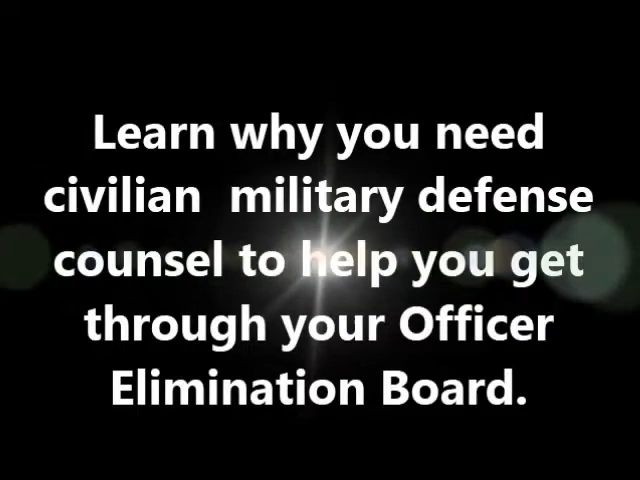 Learn why you need
civilian  military defense
counsel to help you get
through your Officer
Elimination Board.